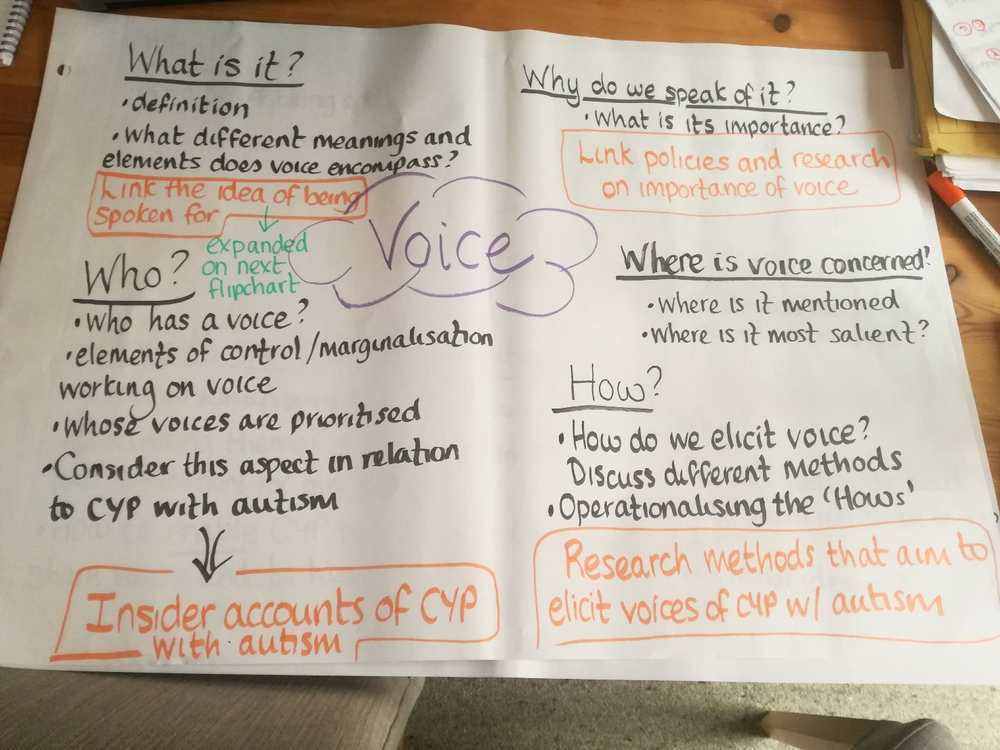 What is it?
• definition
• What different meanings and
elements does voice encompass?
Link the idea of being
spoken for
expanded
on next
flipchart
Voice
Who?
• Who has a voice?
• elements of control/marginalisation
working on voice
• Whose voices are prioritised
• Consider this aspect in relation
to CYP with autism
Insider accounts of CYP
with autism
Why do we speak of it?
• What is its importance?
Link policies and research
on importance of voice
Where is voice concerned?
• Where is it mentioned
• Where is it most salient?
How?
• How do we elicit voice?
Discuss different methods
• Operationalising the 'Hows'
Research methods that aim to
elicit voices of CYP w/ autism